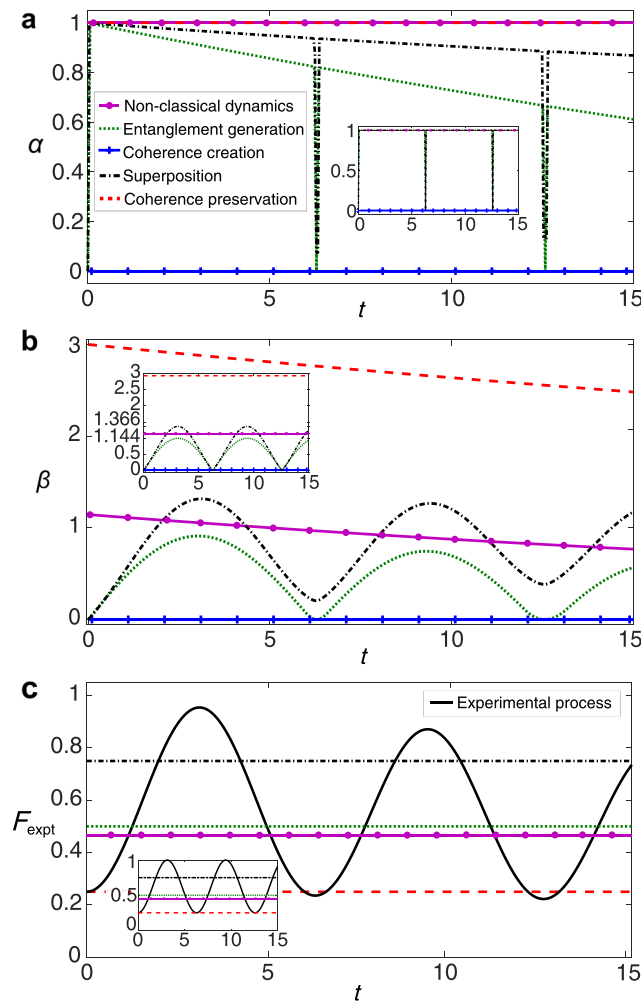 a
1
0.8
0.6
α
0.4
0.2
0
Non-classical dynamics
Entanglement generation
Coherence creation
Superposition
Coherence preservation
1
0.5
0
0 5 10 15
0 5 10 15
t
b
3
2
β
1
0
3
2.5
2
1.366
1.144
0.5
0
0 5 10 15
0 5 10 15
t
c
1
0.8
Fexpt
0.4
0.2
0
Experimental process
1
0.5
0
0 5 10 15
0 5 10 15
t